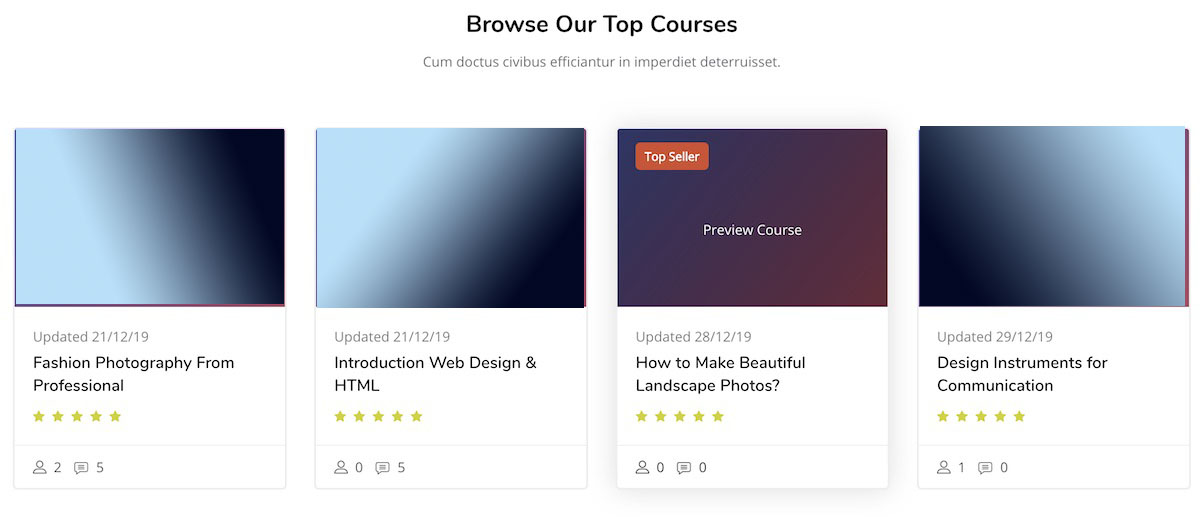 Browse Our Top Courses
Cum doctus civibus efficiantur in imperdiet deterruisset.
Updated 21/12/19
Fashion Photography From
Professional
2 5
Updated 21/12/19
Introduction Web Design &
HTML
0 5
Top Seller
Preview Course
Updated 28/12/19
How to Make Beautiful
Landscape Photos?
0 0
Updated 29/12/19
Design Instruments for
Communication
1 0